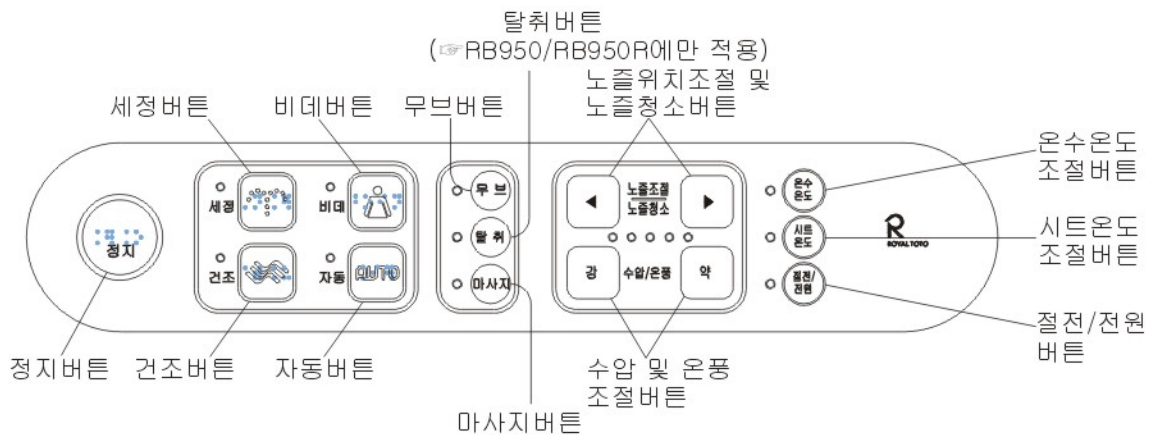 탈취버튼
(☞RB950/RB950R에만 적용)
노즐위치조절 및
노즐청소버튼
세정버튼
비데버튼
무브버튼
온수온도
조절버튼
세정
비데
무브
◀
노즐조절
노즐청소
▶
온수
온도
정지
탈취
시트
온도
ROYAL TOTO
시트온도
조절버튼
건조
자동
AUTO
마사지
강
수압/온풍
약
절전/
전원
절전/전원
버튼
정지버튼
건조버튼
자동버튼
수압 및 온풍
조절버튼
마사지버튼